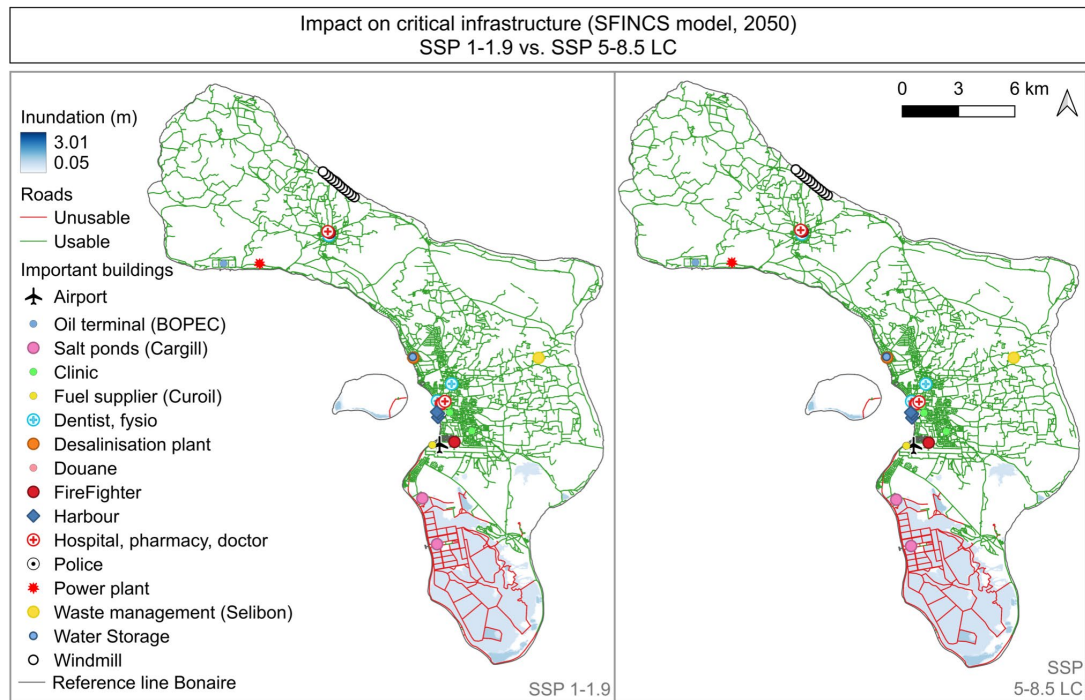 Impact on critical infrastructure (SFINCS model, 2050)
SSP 1-1.9 vs. SSP 5-8.5 LC
Inundation (m)
3.01
0.05
Roads
Unusable
Usable
Important buildings
Airport
Oil terminal (BOPEC)
Salt ponds (Cargill)
Clinic
Fuel supplier (Curoil)
Dentist, fysio
Desalinisation plant
Douane
FireFighter
Harbour
Hospital, pharmacy, doctor
Police
Power plant
Waste management (Selibon)
Water Storage
Windmill
Reference line Bonaire
SSP 1-1.9
0 3 6 km
SSP
5-8.5 LC